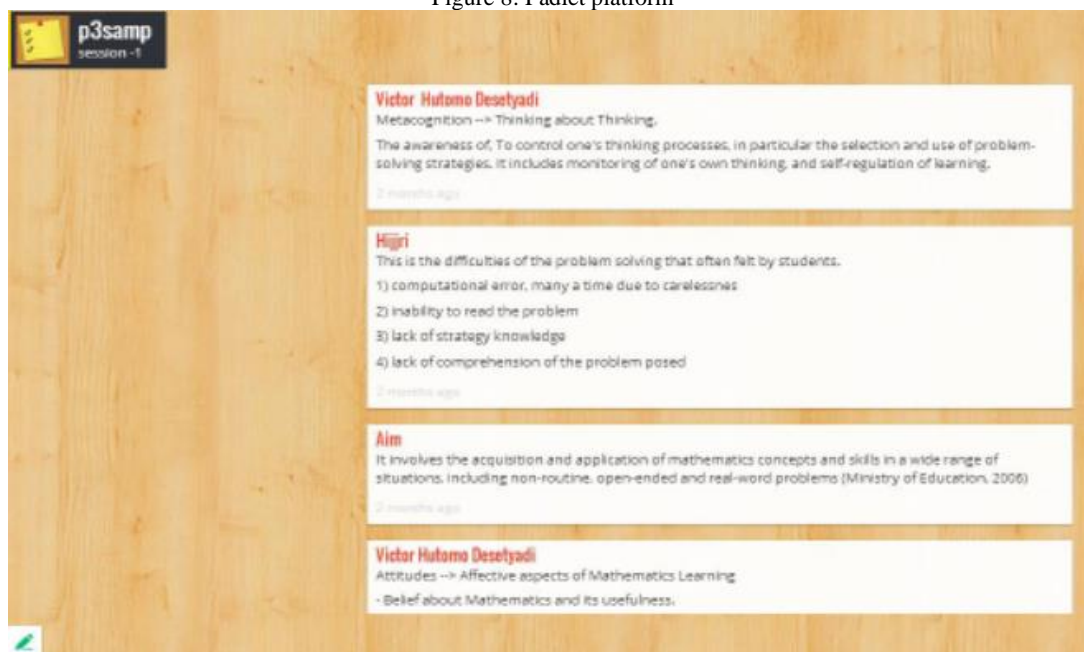 Figure 8: Padlet platform
p3samp
session -1
Victor Hutomo Desetyadi
Metacognition --> Thinking about Thinking.
The awareness of, To control one's thinking processes, in particular the selection and use of problem-
solving strategies. It includes monitoring of one's own thinking, and self-regulation of learning.
2 months ago
Hijjri
This is the difficulties of the problem solving that often felt by students.
1) computational error, many a time due to carelessnes
2) inability to read the problem
3) lack of strategy knowledge
4) lack of comprehension of the problem posed
2 months ago
Aim
It involves the acquisition and application of mathematics concepts and skills in a wide range of
situations, including non-routine, open-ended and real-word problems (Ministry of Education, 2006)
2 months ago
Victor Hutomo Desetyadi
Attitudes --> Affective aspects of Mathematics Learning
- Belief about Mathematics and its usefulness.